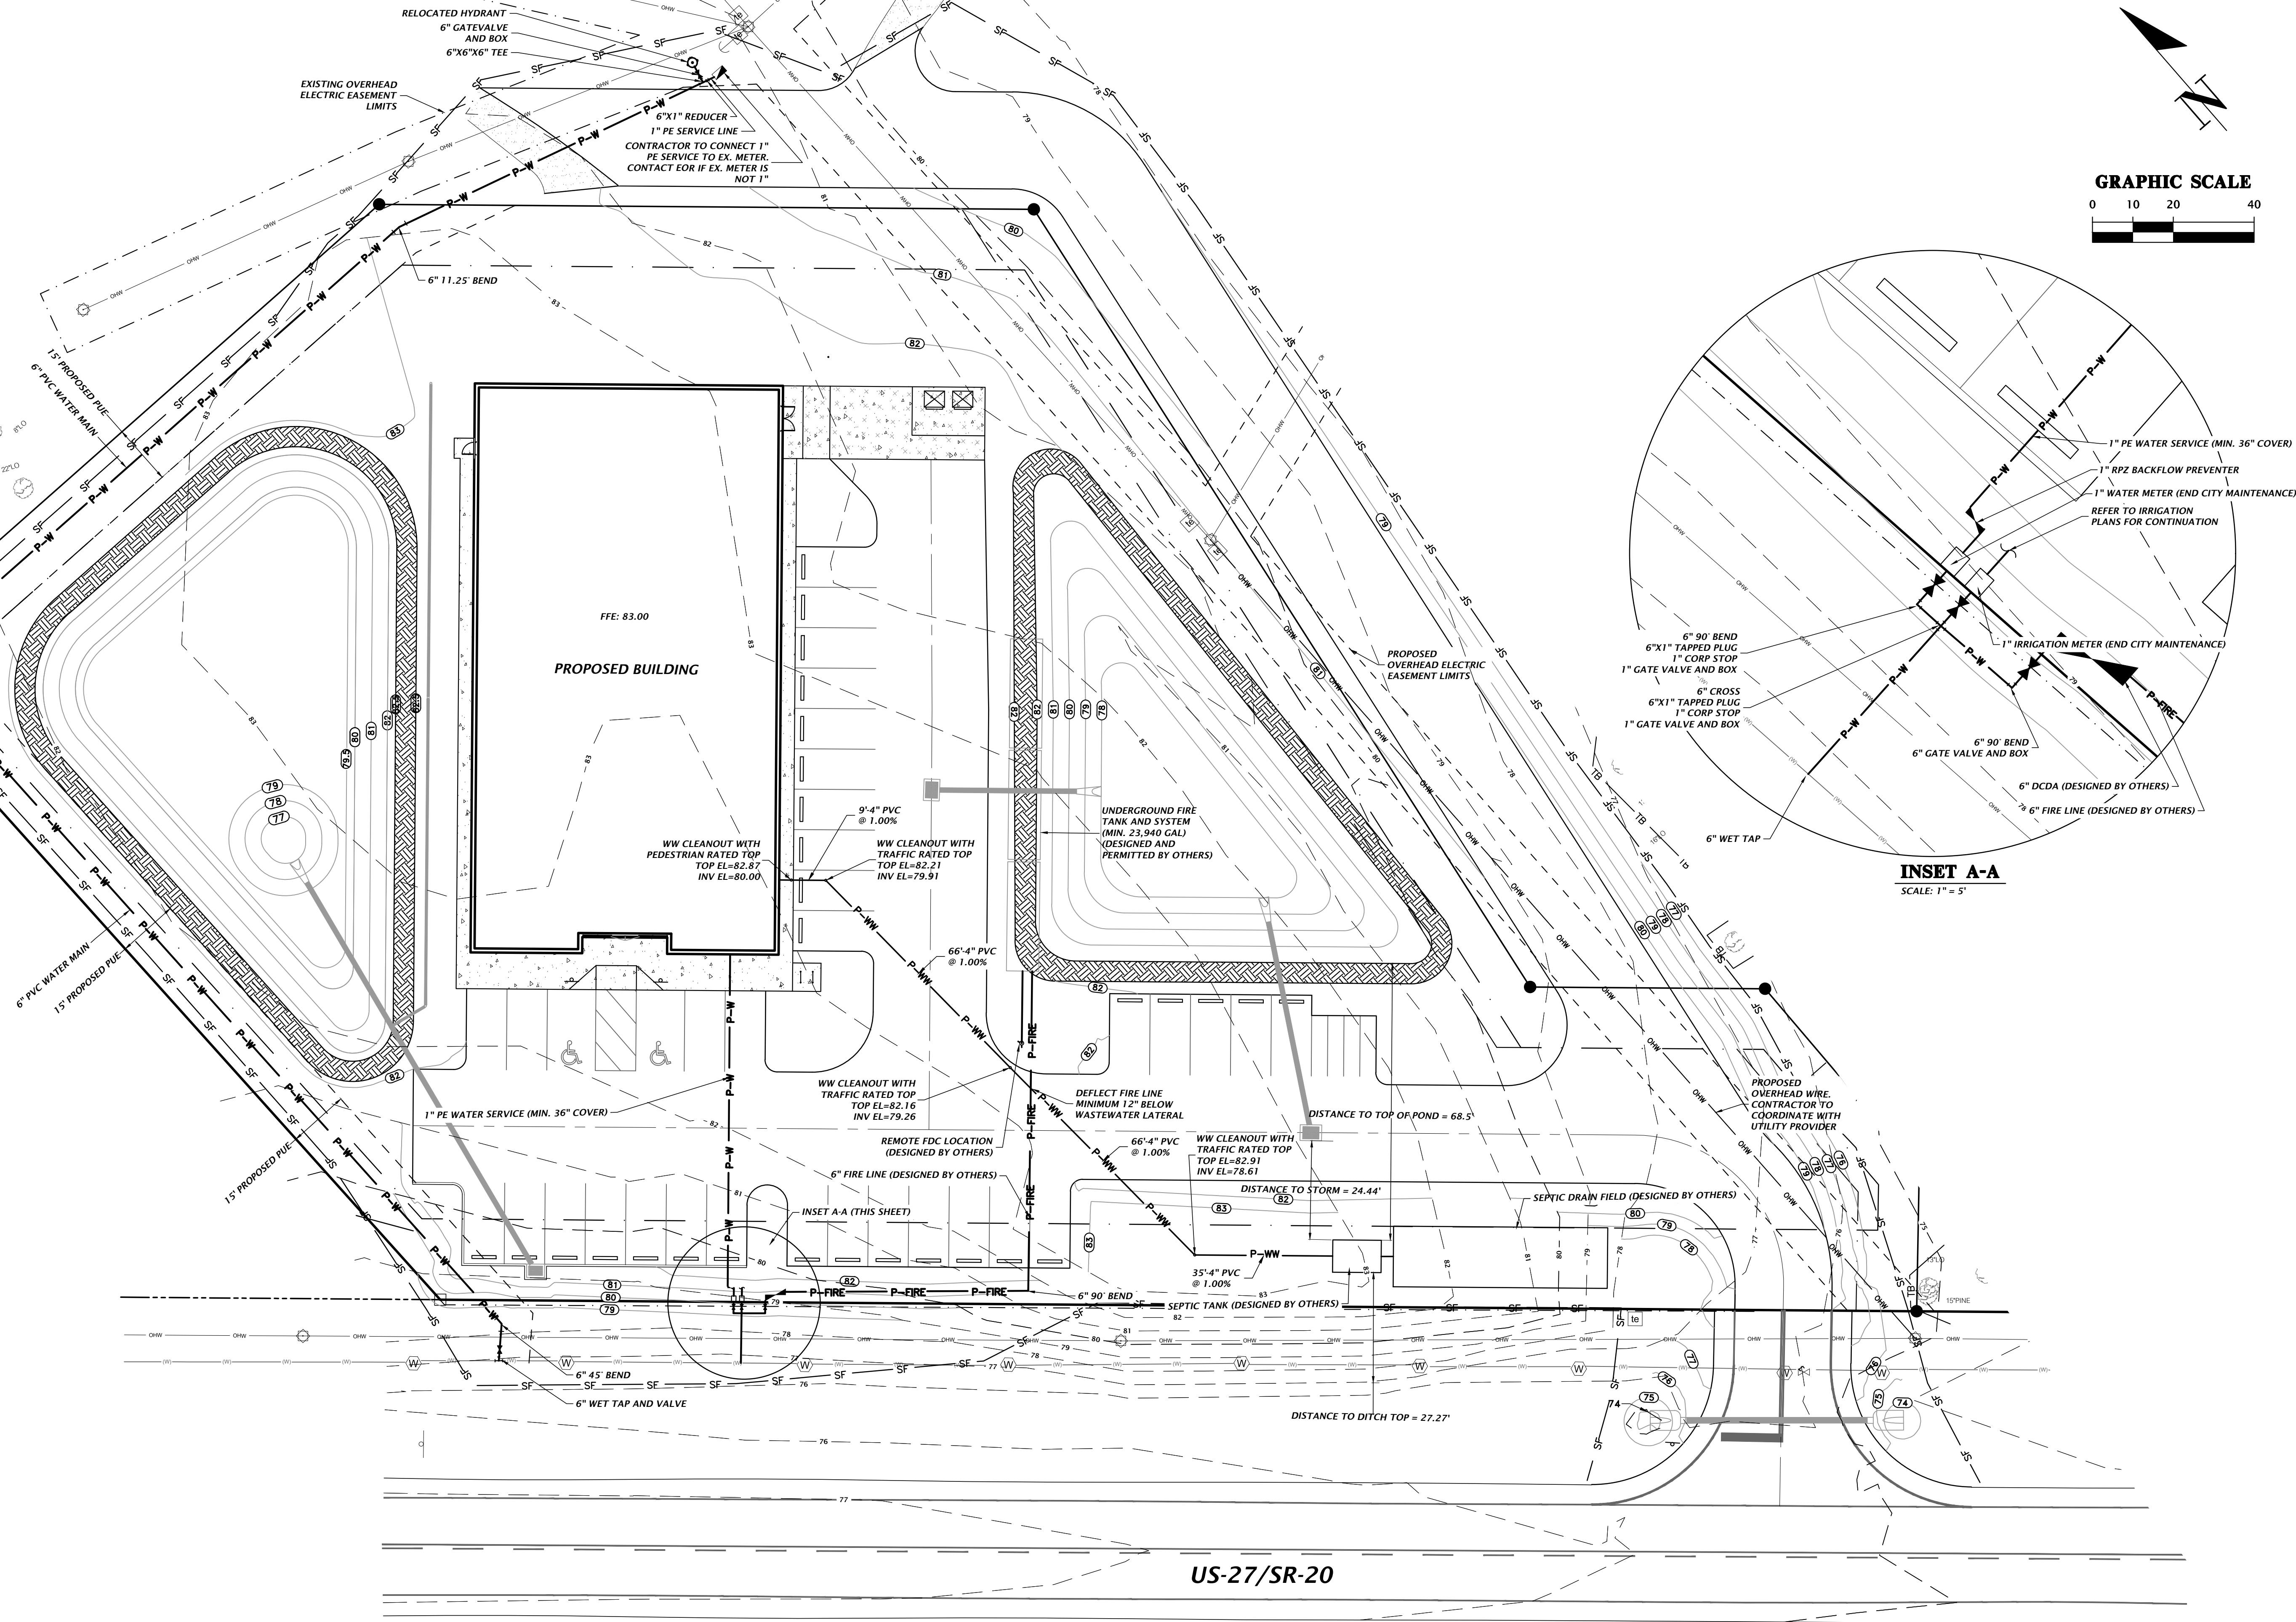 RELOCATED HYDRANT
6" GATEVALVE
AND BOX
6"X6"X6" TEE
EXISTING OVERHEAD
ELECTRIC EASEMENT
LIMITS
6"X1" REDUCER
1" PE SERVICE LINE
CONTRACTOR TO CONNECT 1"
PE SERVICE TO EX. METER.
CONTACT EOR IF EX. METER IS
NOT 1"
N
GRAPHIC SCALE
0 10 20 40
6" 11.25° BEND
15' PROPOSED PUE
6" PVC WATER MAIN
8"LO
22"LO
FFE: 83.00
PROPOSED BUILDING
PROPOSED
OVERHEAD ELECTRIC
EASEMENT LIMITS
1" PE WATER SERVICE (MIN. 36" COVER)
1" RPZ BACKFLOW PREVENTER
1" WATER METER (END CITY MAINTENANCE)
REFER TO IRRIGATION
PLANS FOR CONTINUATION
6" 90° BEND
6"X1" TAPPED PLUG
1" CORP STOP
1" GATE VALVE AND BOX
1" IRRIGATION METER (END CITY MAINTENANCE)
6" CROSS
6"X1" TAPPED PLUG
1" CORP STOP
1" GATE VALVE AND BOX
6" 90° BEND
6" GATE VALVE AND BOX
6" DCDA (DESIGNED BY OTHERS)
6" FIRE LINE (DESIGNED BY OTHERS)
6" WET TAP
INSET A-A
SCALE: 1" = 5'
9'-4" PVC
@ 1.00%
WW CLEANOUT WITH
PEDESTRIAN RATED TOP
TOP EL=82.87
INV EL=80.00
WW CLEANOUT WITH
TRAFFIC RATED TOP
TOP EL=82.21
INV EL=79.91
UNDERGROUND FIRE
TANK AND SYSTEM
(MIN. 23,940 GAL)
(DESIGNED AND
PERMITTED BY OTHERS)
66'-4" PVC
@ 1.00%
6" PVC WATER MAIN
15' PROPOSED PUE
WW CLEANOUT WITH
TRAFFIC RATED TOP
TOP EL=82.16
INV EL=79.26
DEFLECT FIRE LINE
MINIMUM 12" BELOW
WASTEWATER LATERAL
DISTANCE TO TOP OF POND = 68.5'
PROPOSED
OVERHEAD WIRE.
CONTRACTOR TO
COORDINATE WITH
UTILITY PROVIDER
1" PE WATER SERVICE (MIN. 36" COVER)
REMOTE FDC LOCATION
(DESIGNED BY OTHERS)
66'-4" PVC
@ 1.00%
WW CLEANOUT WITH
TRAFFIC RATED TOP
TOP EL=82.91
INV EL=78.61
15' PROPOSED PUE
6" FIRE LINE (DESIGNED BY OTHERS)
DISTANCE TO STORM = 24.44'
SEPTIC DRAIN FIELD (DESIGNED BY OTHERS)
INSET A-A (THIS SHEET)
P-WW
35'-4" PVC
@ 1.00%
P-FIRE P-FIRE P-FIRE
6" 90° BEND
SEPTIC TANK (DESIGNED BY OTHERS)
15"PINE
6" 45° BEND
6" WET TAP AND VALVE
DISTANCE TO DITCH TOP = 27.27'
US-27/SR-20